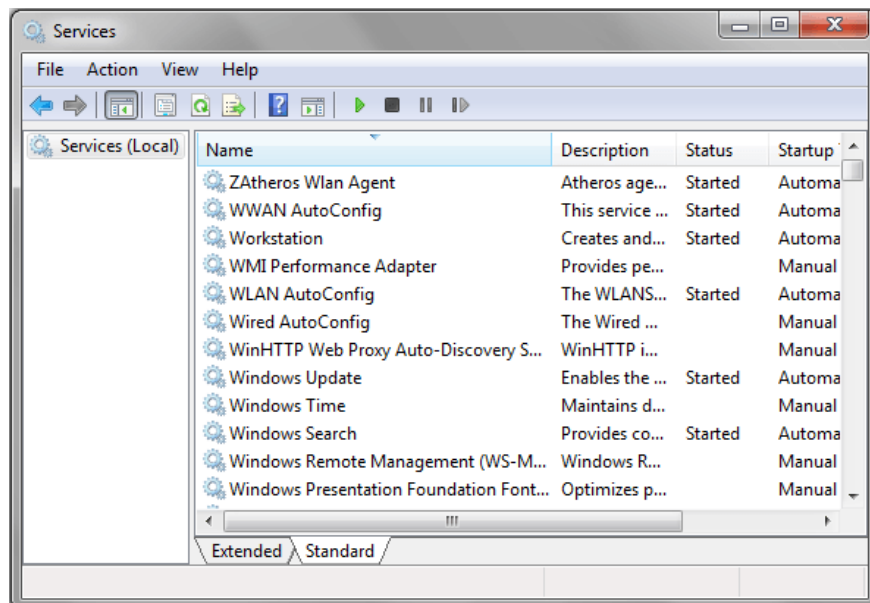 Services
File Action View Help
Services (Local)
Name Description Status Startup
ZAtheros Wlan Agent Atheros age... Started Automa
WWAN AutoConfig This service ... Started Automa
Workstation Creates and... Started Automa
WMI Performance Adapter Provides pe... Manual
WLAN AutoConfig The WLANS... Started Automa
Wired AutoConfig The Wired ... Manual
WinHTTP Web Proxy Auto-Discovery S... WinHTTP i... Manual
Windows Update Enables the ... Started Automa
Windows Time Maintains d... Manual
Windows Search Provides co... Started Automa
Windows Remote Management (WS-M... Windows R... Manual
Windows Presentation Foundation Font... Optimizes p... Manual
Extended Standard